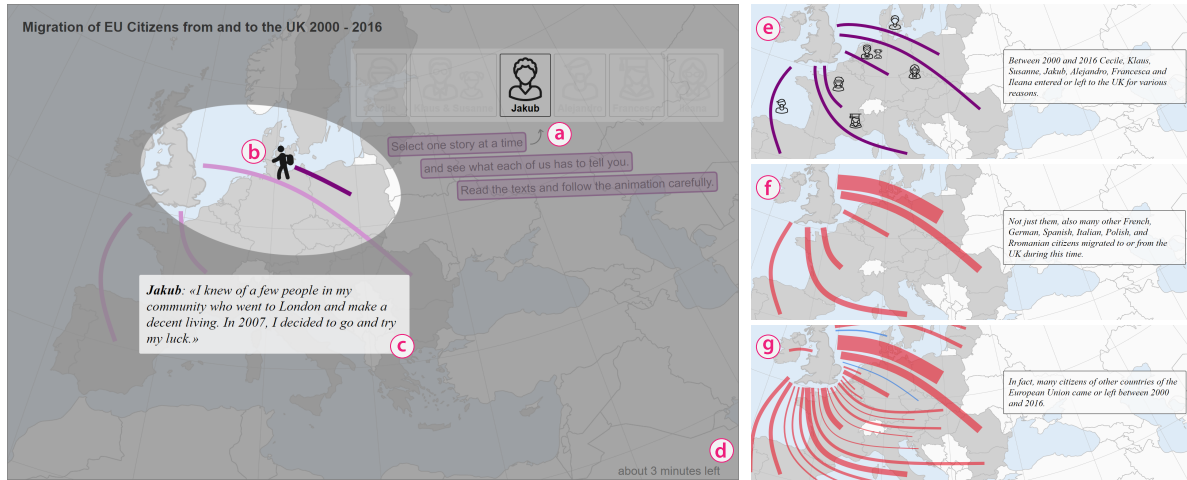 Migration of EU Citizens from and to the UK 2000 - 2016
Jakub
a
Select one story at a time
and see what each of us has to tell you.
Read the texts and follow the animation carefully.
b
Jakub: «I knew of a few people in my
community who went to London and make a
decent living. In 2007, I decided to go and try
my luck.»
c
d
about 3 minutes left
e
Between 2000 and 2016 Cecile, Klaus,
Susanne, Jakub, Alejandro, Francesca and
Ileana entered or left to the UK for various
reasons.
f
Not just them, also many other French,
German, Spanish, Italian, Polish, and
Rromanian citizens migrated to or from the
UK during this time.
g
In fact, many citizens of other countries of the
European Union came or left between 2000
and 2016.